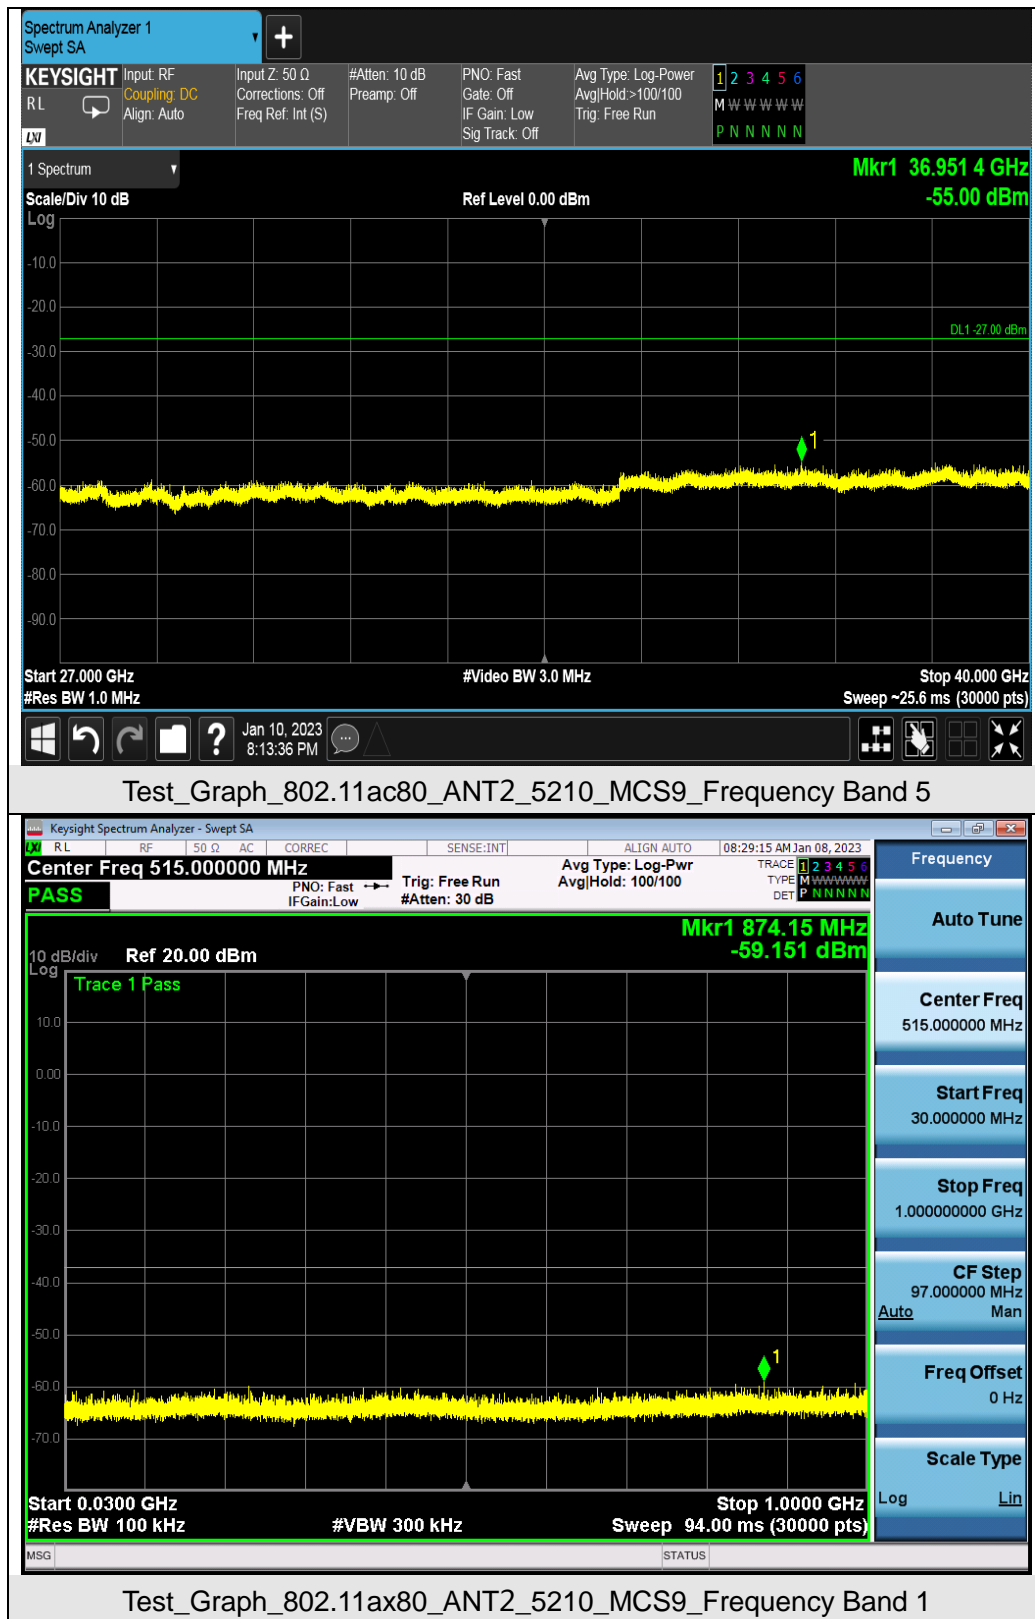 Spectrum Analyzer 1
Swept SA
KEYSIGHT
R L
LXI
Input: RF
Coupling: DC
Align: Auto
Input Z: 50 Ω
Corrections: Off
Freq Ref: Int (S)
#Atten: 10 dB
Preamp: Off
PNO: Fast
Gate: Off
IF Gain: Low
Sig Track: Off
Avg Type: Log-Power
Avg|Hold:>100/100
Trig: Free Run
1 2 3 4 5 6
M W W W W W
P N N N N N
1 Spectrum
Mkr1 36.951 4 GHz
Scale/Div 10 dB
Ref Level 0.00 dBm
-55.00 dBm
Log
-10.0
-20.0
DL1 -27.00 dBm
-30.0
-40.0
-50.0
1
-60.0
-70.0
-80.0
-90.0
Start 27.000 GHz
#Video BW 3.0 MHz
Stop 40.000 GHz
#Res BW 1.0 MHz
Sweep ~25.6 ms (30000 pts)
Jan 10, 2023
8:13:36 PM
Test_Graph_802.11ac80_ANT2_5210_MCS9_Frequency Band 5
Keysight Spectrum Analyzer - Swept SA
LXI RL RF 50 Ω AC CORREC SENSE:INT ALIGN AUTO 08:29:15 AM Jan 08, 2023
Center Freq 515.000000 MHz
PASS
PNO: Fast
IFGain:Low
Trig: Free Run
#Atten: 30 dB
Avg Type: Log-Pwr
Avg|Hold: 100/100
TRACE 1 2 3 4 5 6
TYPE M W W W W W
DET P N N N N N
Mkr1 874.15 MHz
-59.151 dBm
10 dB/div
Ref 20.00 dBm
Log
Trace 1 Pass
10.0
0.00
-10.0
-20.0
-30.0
-40.0
-50.0
1
-60.0
-70.0
Start 0.0300 GHz
Stop 1.0000 GHz
#Res BW 100 kHz
#VBW 300 kHz
Sweep 94.00 ms (30000 pts)
MSG
STATUS
Frequency
Auto Tune
Center Freq
515.000000 MHz
Start Freq
30.000000 MHz
Stop Freq
1.000000000 GHz
CF Step
97.000000 MHz
Auto Man
Freq Offset
0 Hz
Scale Type
Log Lin
Test_Graph_802.11ax80_ANT2_5210_MCS9_Frequency Band 1